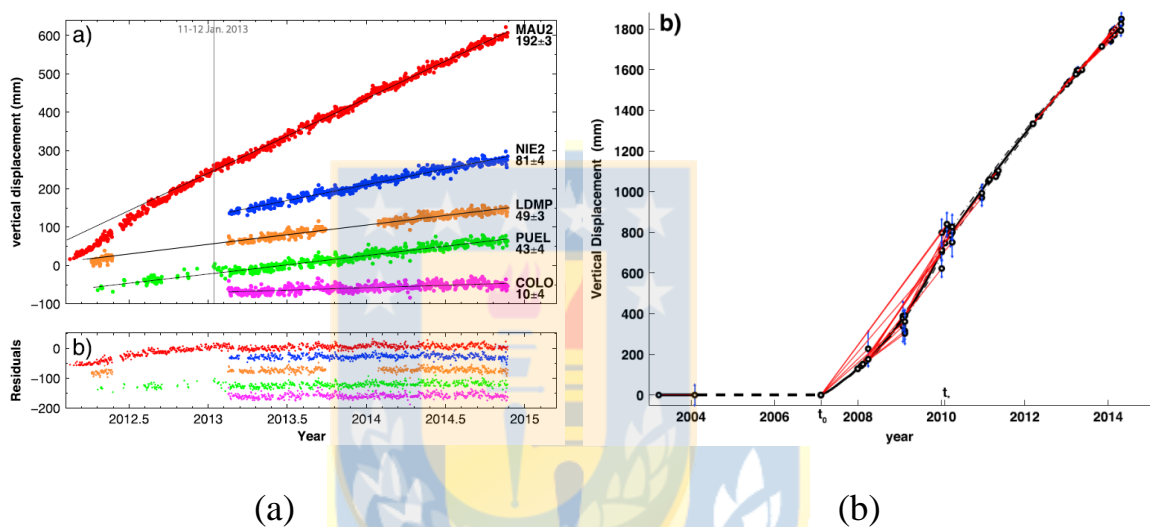 a)
11-12 Jan. 2013
vertical displacement (mm)
600
500
400
300
200
100
0
−100
MAU2
192±3
NIE2
81±4
LDMP
49±3
PUEL
43±4
COLO
10±4
b)
Residuals
0
−100
−200
2012.5
2013
2013.5
2014
2014.5
2015
Year
(a)
b)
Vertical Displacement (mm)
1800
1600
1400
1200
1000
800
600
400
200
0
2004
2006
t₀
2008
t.
2010
2012
2014
year
(b)